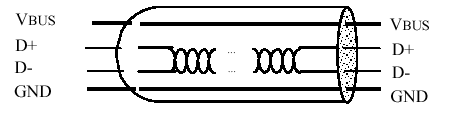 VBUS
D+
D-
GND
... ...
VBUS
D+
D-
GND